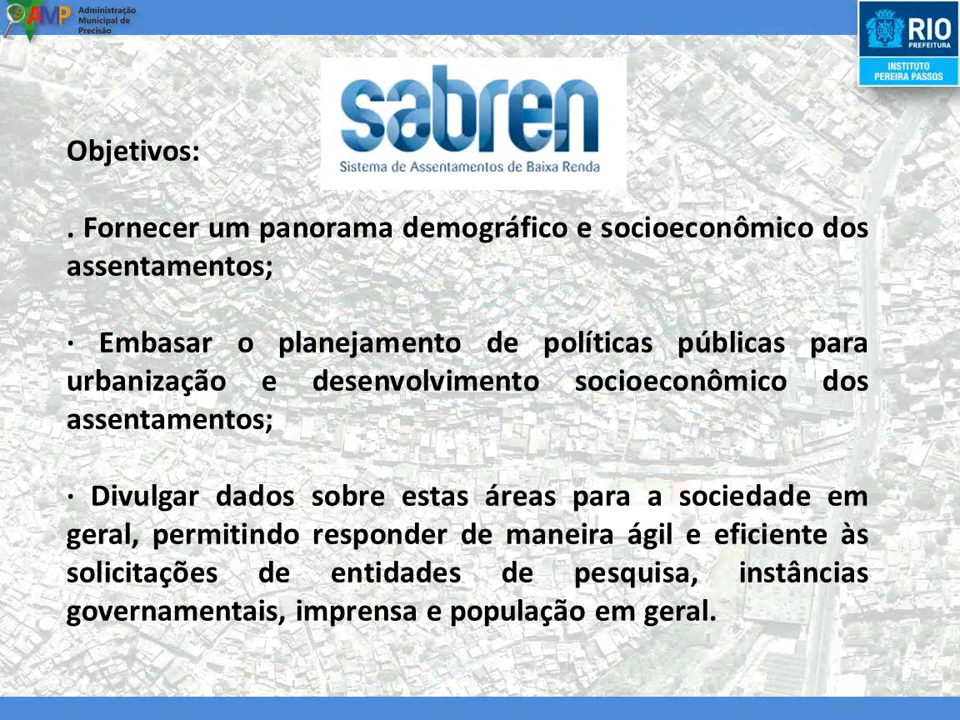 AMP
Administração
Municipal de
Precisão
RIO
PREFEITURA
INSTITUTO
PEREIRA PASSOS
sabren
Sistema de Assentamentos de Baixa Renda
Objetivos:
. Fornecer um panorama demográfico e socioeconômico dos
assentamentos;
· Embasar o planejamento de políticas públicas para
urbanização e desenvolvimento socioeconômico dos
assentamentos;
· Divulgar dados sobre estas áreas para a sociedade em
geral, permitindo responder de maneira ágil e eficiente às
solicitações de entidades de pesquisa, instâncias
governamentais, imprensa e população em geral.